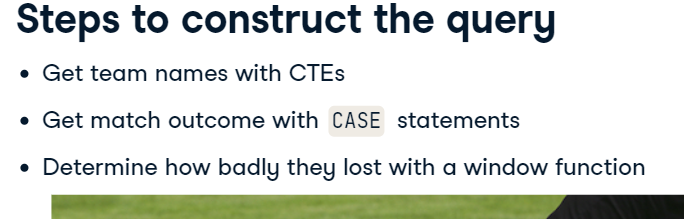 Steps to construct the query
• Get team names with CTEs
• Get match outcome with CASE statements
• Determine how badly they lost with a window function